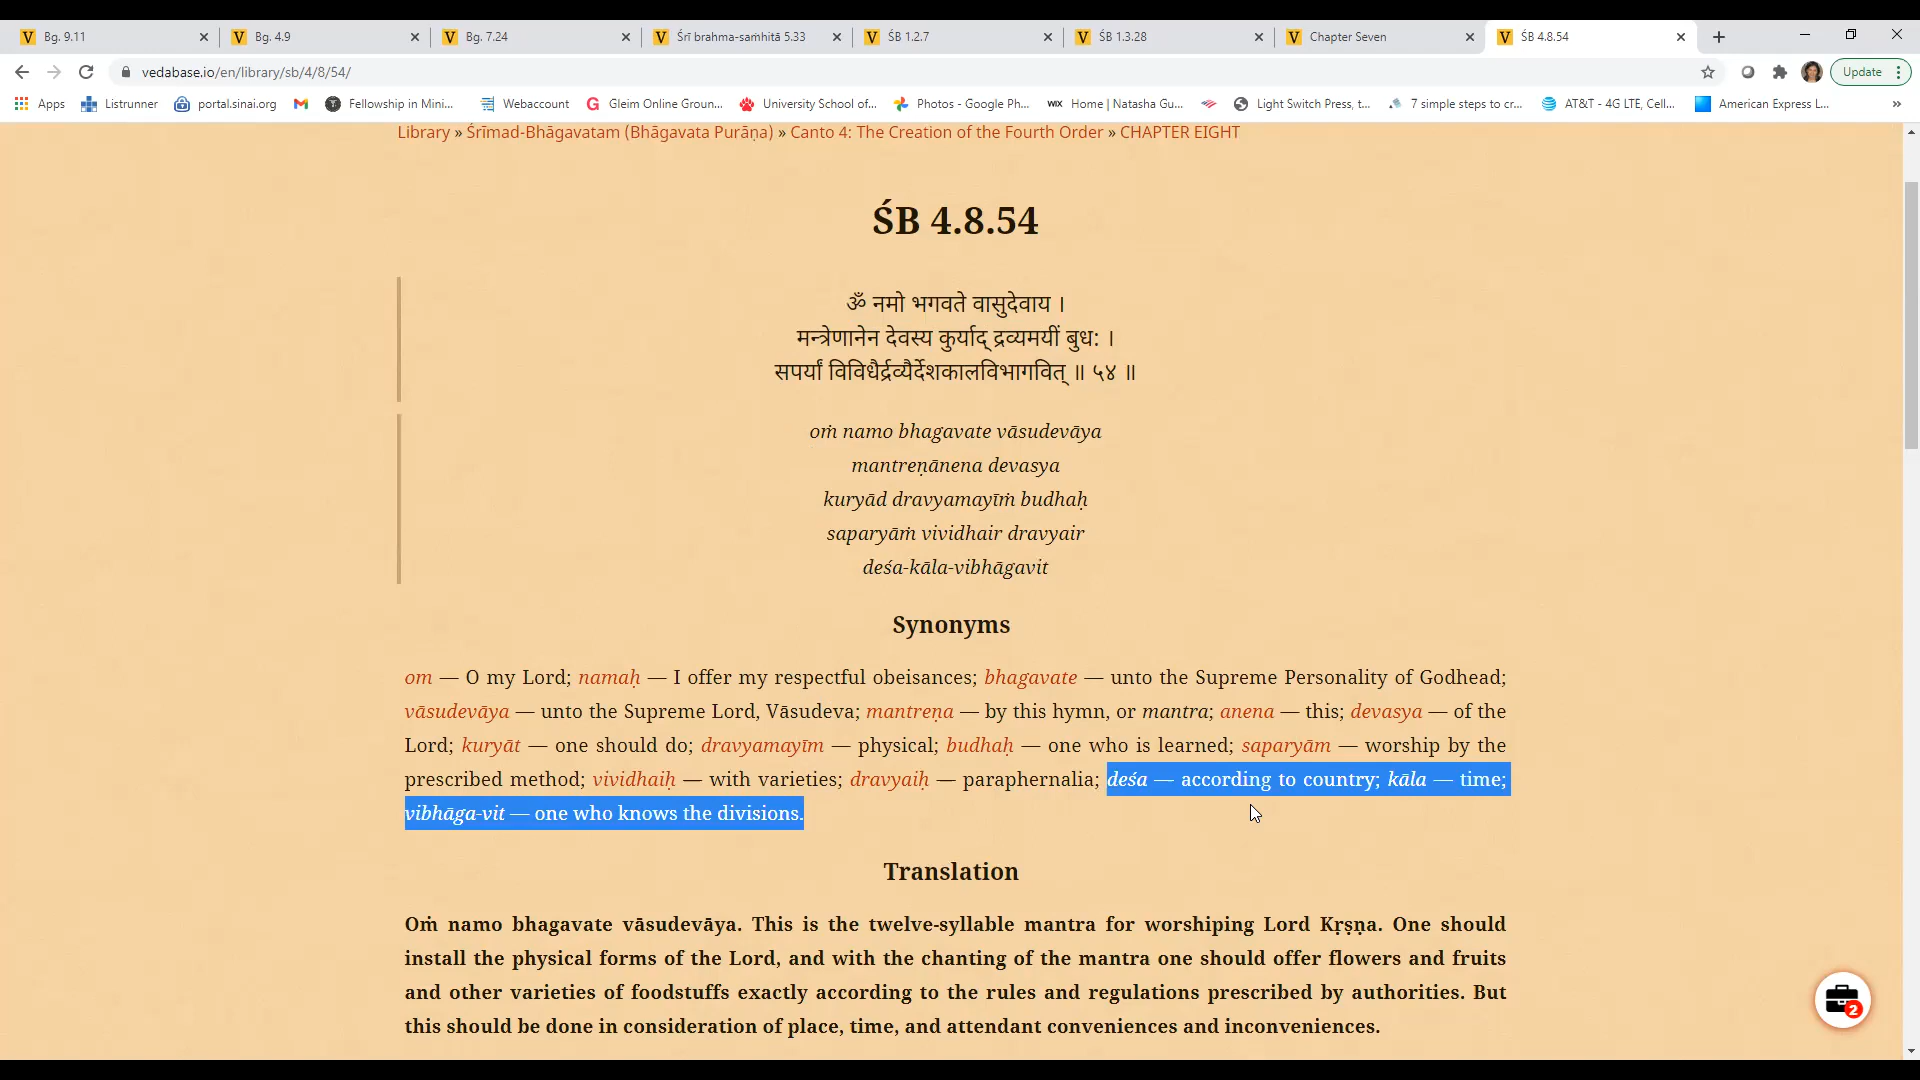 Bg. 9.11
Bg. 4.9
Bg. 7.24
Śrī brahma-saṁhitā 5.33
ŚB 1.2.7
ŚB 1.3.28
Chapter Seven
ŚB 4.8.54
vedabase.io/en/library/sb/4/8/54/
Update
Apps
Listrunner
portal.sinai.org
Fellowship in Mini...
Webaccount
Gleim Online Groun...
University School of...
Photos - Google Ph...
Home | Natasha Gu...
Light Switch Press, t...
7 simple steps to cr...
AT&T - 4G LTE, Cell...
American Express L...
»
Library » Śrīmad-Bhāgavatam (Bhāgavata Purāṇa) » Canto 4: The Creation of the Fourth Order » CHAPTER EIGHT
ŚB 4.8.54
ॐ नमो भगवते वासुदेवाय ।
मन्त्रेणानेन देवस्य कुर्याद् द्रव्यमयीं बुध: ।
सपर्यां विविधैर्द्रव्यैर्देशकालविभागवित् ॥ ५४ ॥
oṁ namo bhagavate vāsudevāya
mantreṇānena devasya
kuryād dravyamayīṁ budhaḥ
saparyāṁ vividhair dravyair
deśa-kāla-vibhāgavit
Synonyms
om — O my Lord; namaḥ — I offer my respectful obeisances; bhagavate — unto the Supreme Personality of Godhead;
vāsudevāya — unto the Supreme Lord, Vāsudeva; mantreṇa — by this hymn, or mantra; anena — this; devasya — of the
Lord; kuryāt — one should do; dravyamayīm — physical; budhaḥ — one who is learned; saparyām — worship by the
prescribed method; vividhaiḥ — with varieties; dravyaiḥ — paraphernalia; deśa — according to country; kāla — time;
vibhāga-vit — one who knows the divisions.
Translation
Oṁ namo bhagavate vāsudevāya. This is the twelve-syllable mantra for worshiping Lord Kṛṣṇa. One should
install the physical forms of the Lord, and with the chanting of the mantra one should offer flowers and fruits
and other varieties of foodstuffs exactly according to the rules and regulations prescribed by authorities. But
this should be done in consideration of place, time, and attendant conveniences and inconveniences.
2